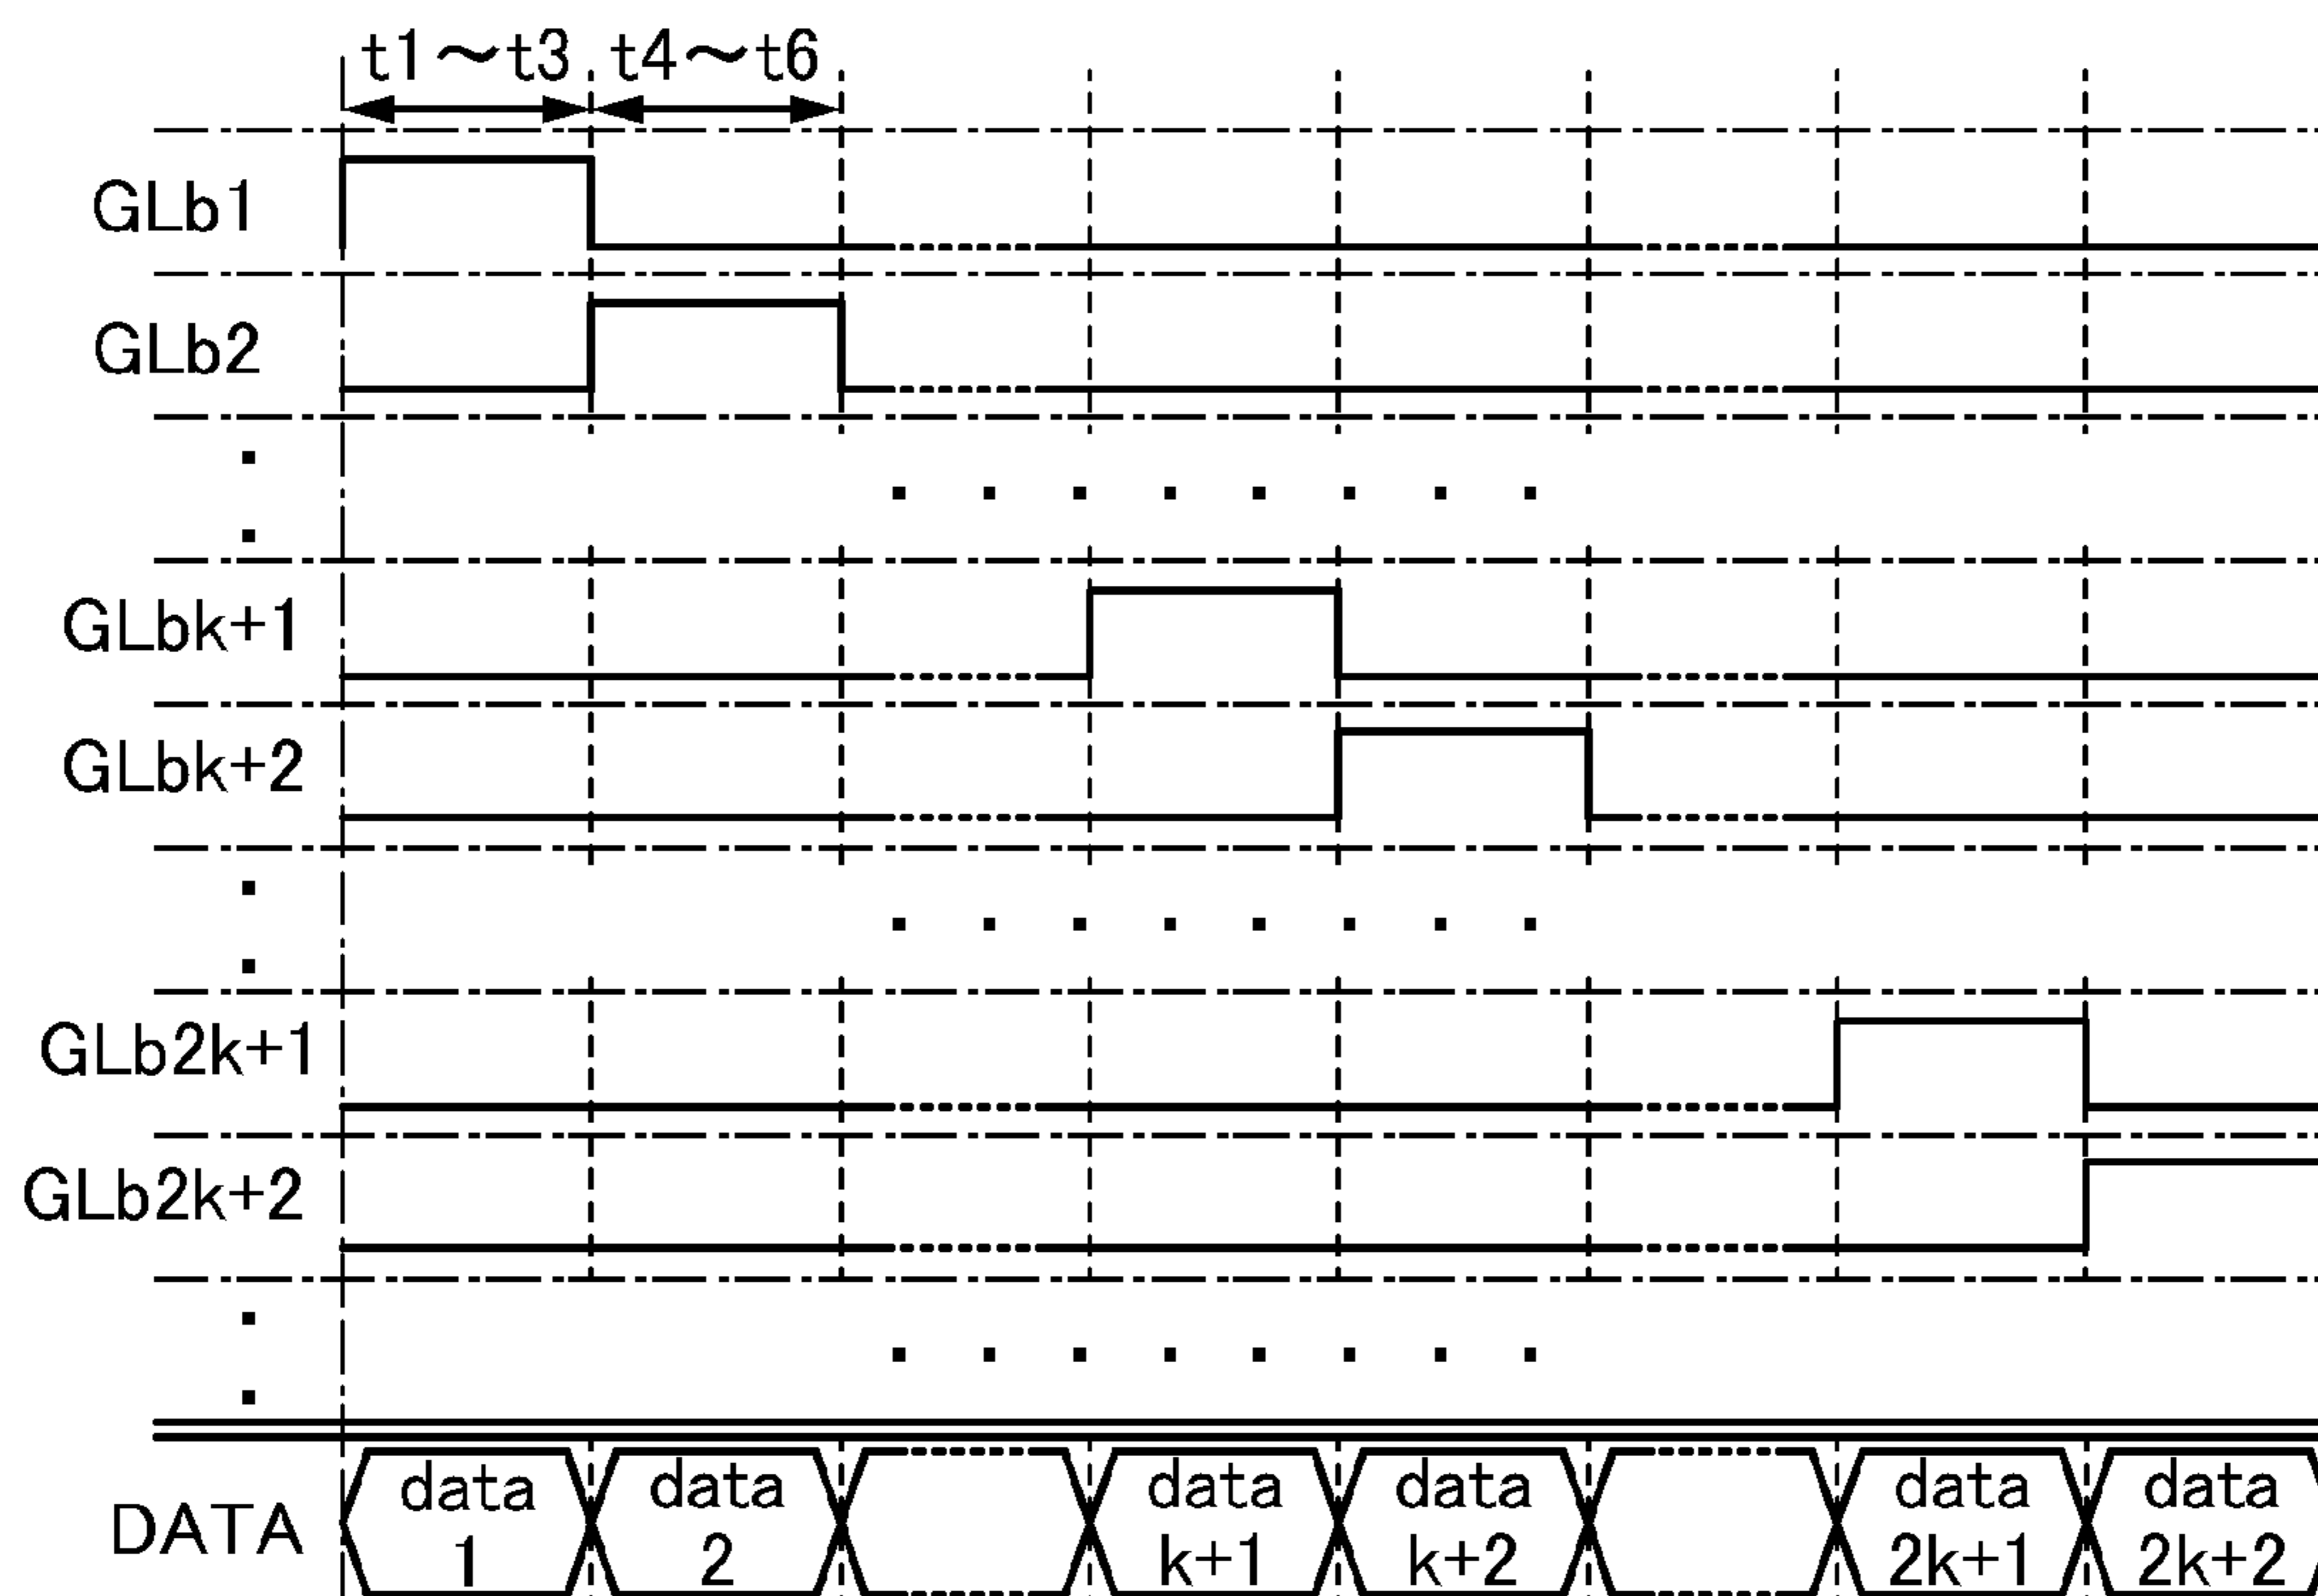 t1～t3 t4～t6
GLb1
GLb2
GLbk+1
GLbk+2
GLb2k+1
GLb2k+2
DATA
data 1
data 2
data k+1
data k+2
data 2k+1
data 2k+2